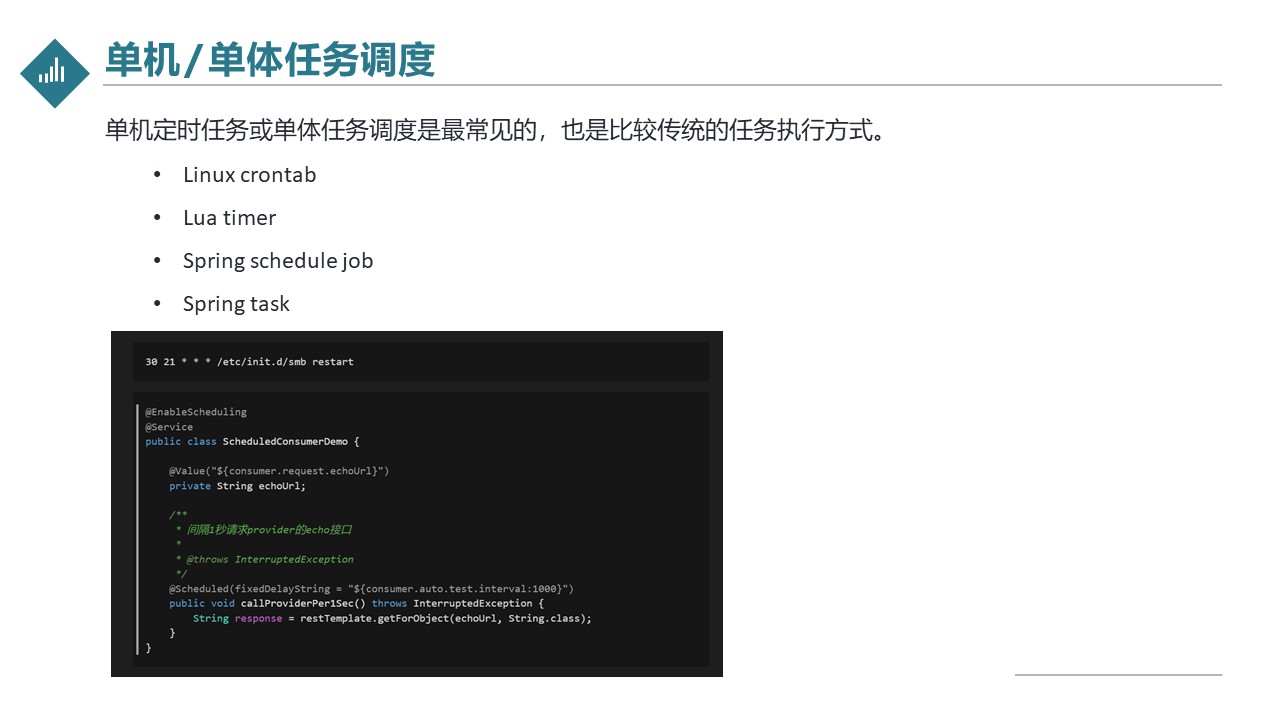 单机/单体任务调度
单机定时任务或单体任务调度是最常见的，也是比较传统的任务执行方式。
• Linux crontab
• Lua timer
• Spring schedule job
• Spring task
30 21 * * * /etc/init.d/smb restart
@EnableScheduling
@Service
public class ScheduledConsumerDemo {
@Value("${consumer.request.echoUrl}")
private String echoUrl;
/**
* 间隔1秒请求provider的echo接口
*
* @throws InterruptedException
*/
@Scheduled(fixedDelayString = "${consumer.auto.test.interval:1000}")
public void callProviderPer1Sec() throws InterruptedException {
String response = restTemplate.getForObject(echoUrl, String.class);
}
}